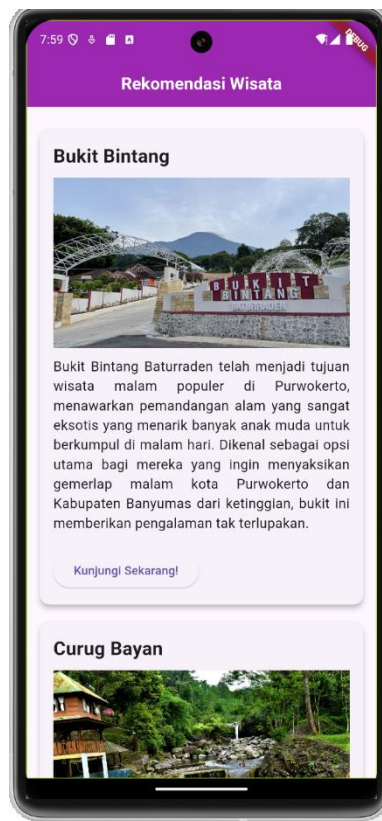 7:59
DEBUG
Rekomendasi Wisata
Bukit Bintang
BUKIT
BINTANG
BATURRADEN
Bukit Bintang Baturraden telah menjadi tujuan
wisata malam populer di Purwokerto,
menawarkan pemandangan alam yang sangat
eksotis yang menarik banyak anak muda untuk
berkumpul di malam hari. Dikenal sebagai opsi
utama bagi mereka yang ingin menyaksikan
gemerlap malam kota Purwokerto dan
Kabupaten Banyumas dari ketinggian, bukit ini
memberikan pengalaman tak terlupakan.
Kunjungi Sekarang!
Curug Bayan